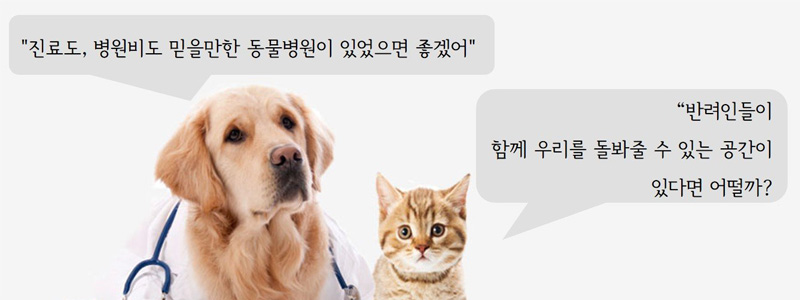 "진료도, 병원비도 믿을만한 동물병원이 있었으면 좋겠어"
“반려인들이
함께 우리를 돌봐줄 수 있는 공간이
있다면 어떨까?